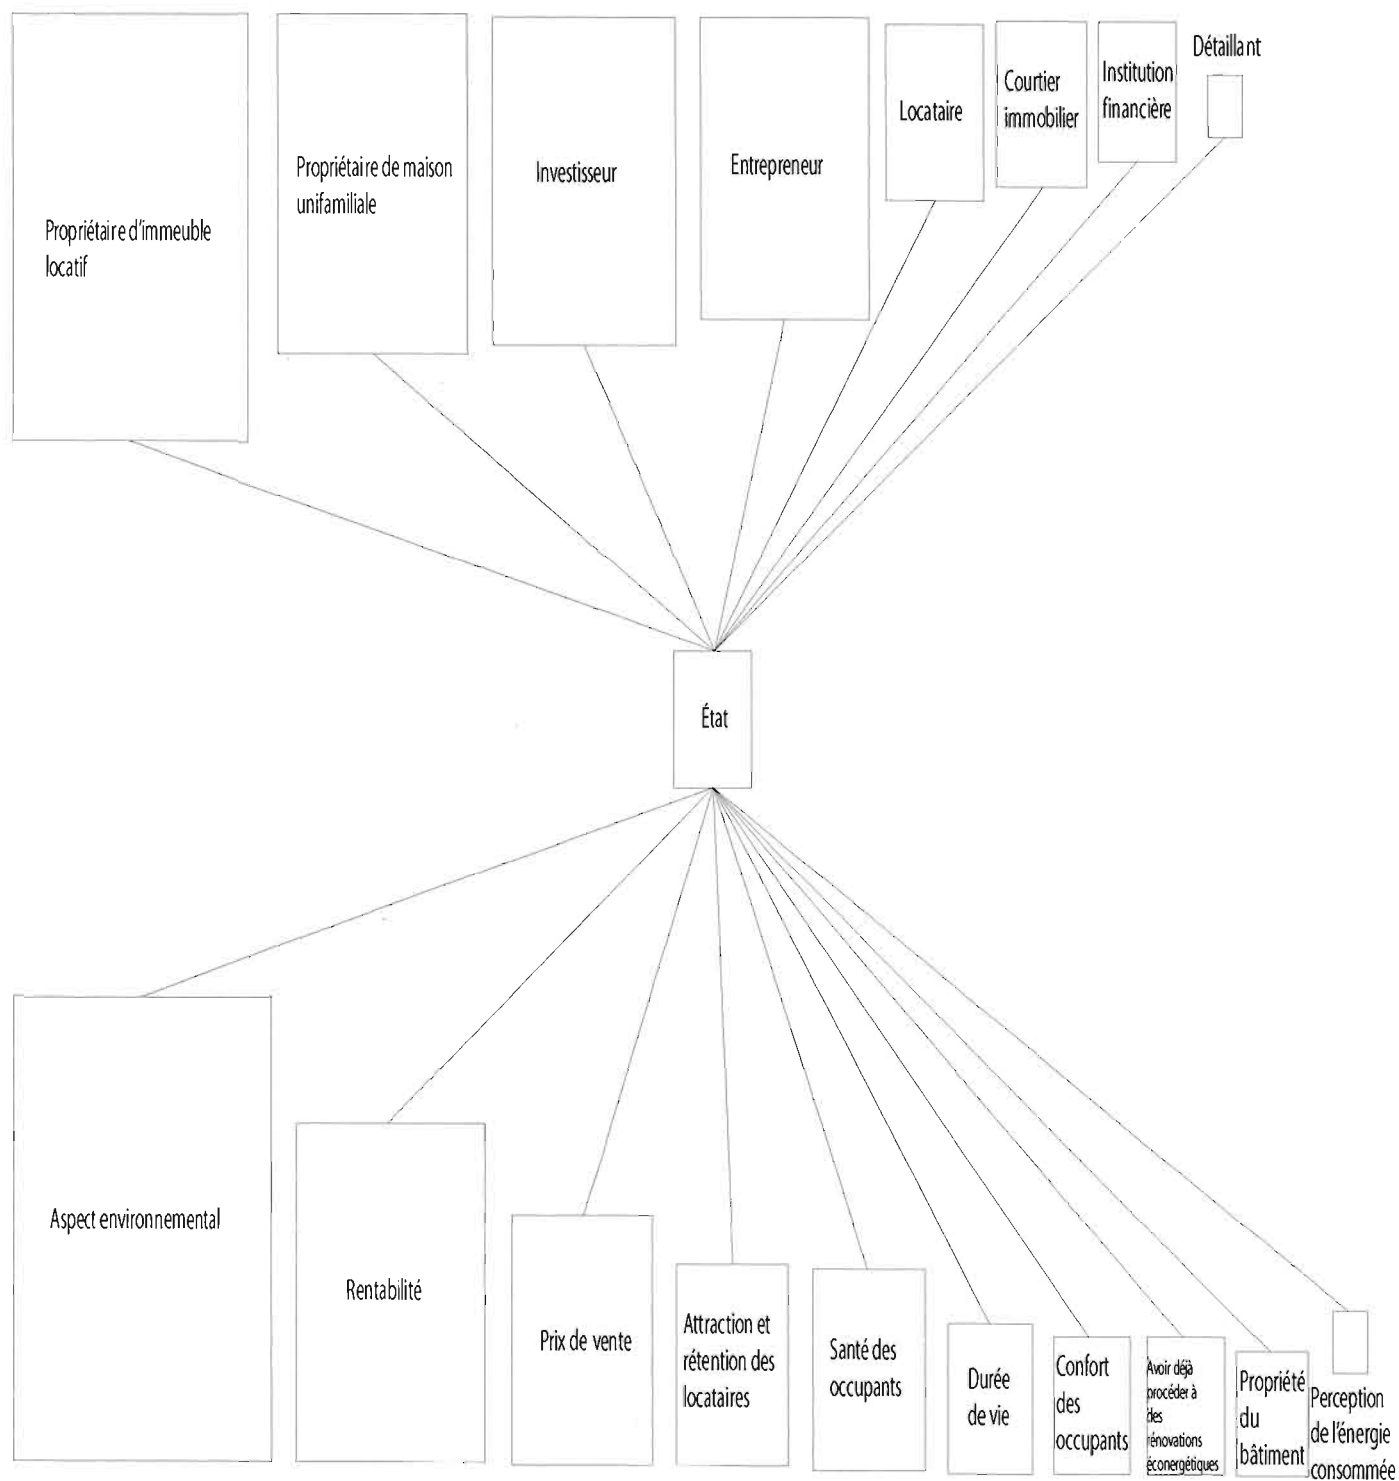 Propriétaire d'immeuble
locatif
Propriétaire de maison
unifamiliale
Investisseur
Entrepreneur
Locataire
Courtier
immobilier
Institution
financière
Détaillant
État
Aspect environnemental
Rentabilité
Prix de vente
Attraction et
rétention des
locataires
Santé des
occupants
Durée
de vie
Confort
des
occupants
Avoir déjà
procéder à
des
rénovations
éconergétiques
Propriété
du
bâtiment
Perception
de l'énergie
consommée